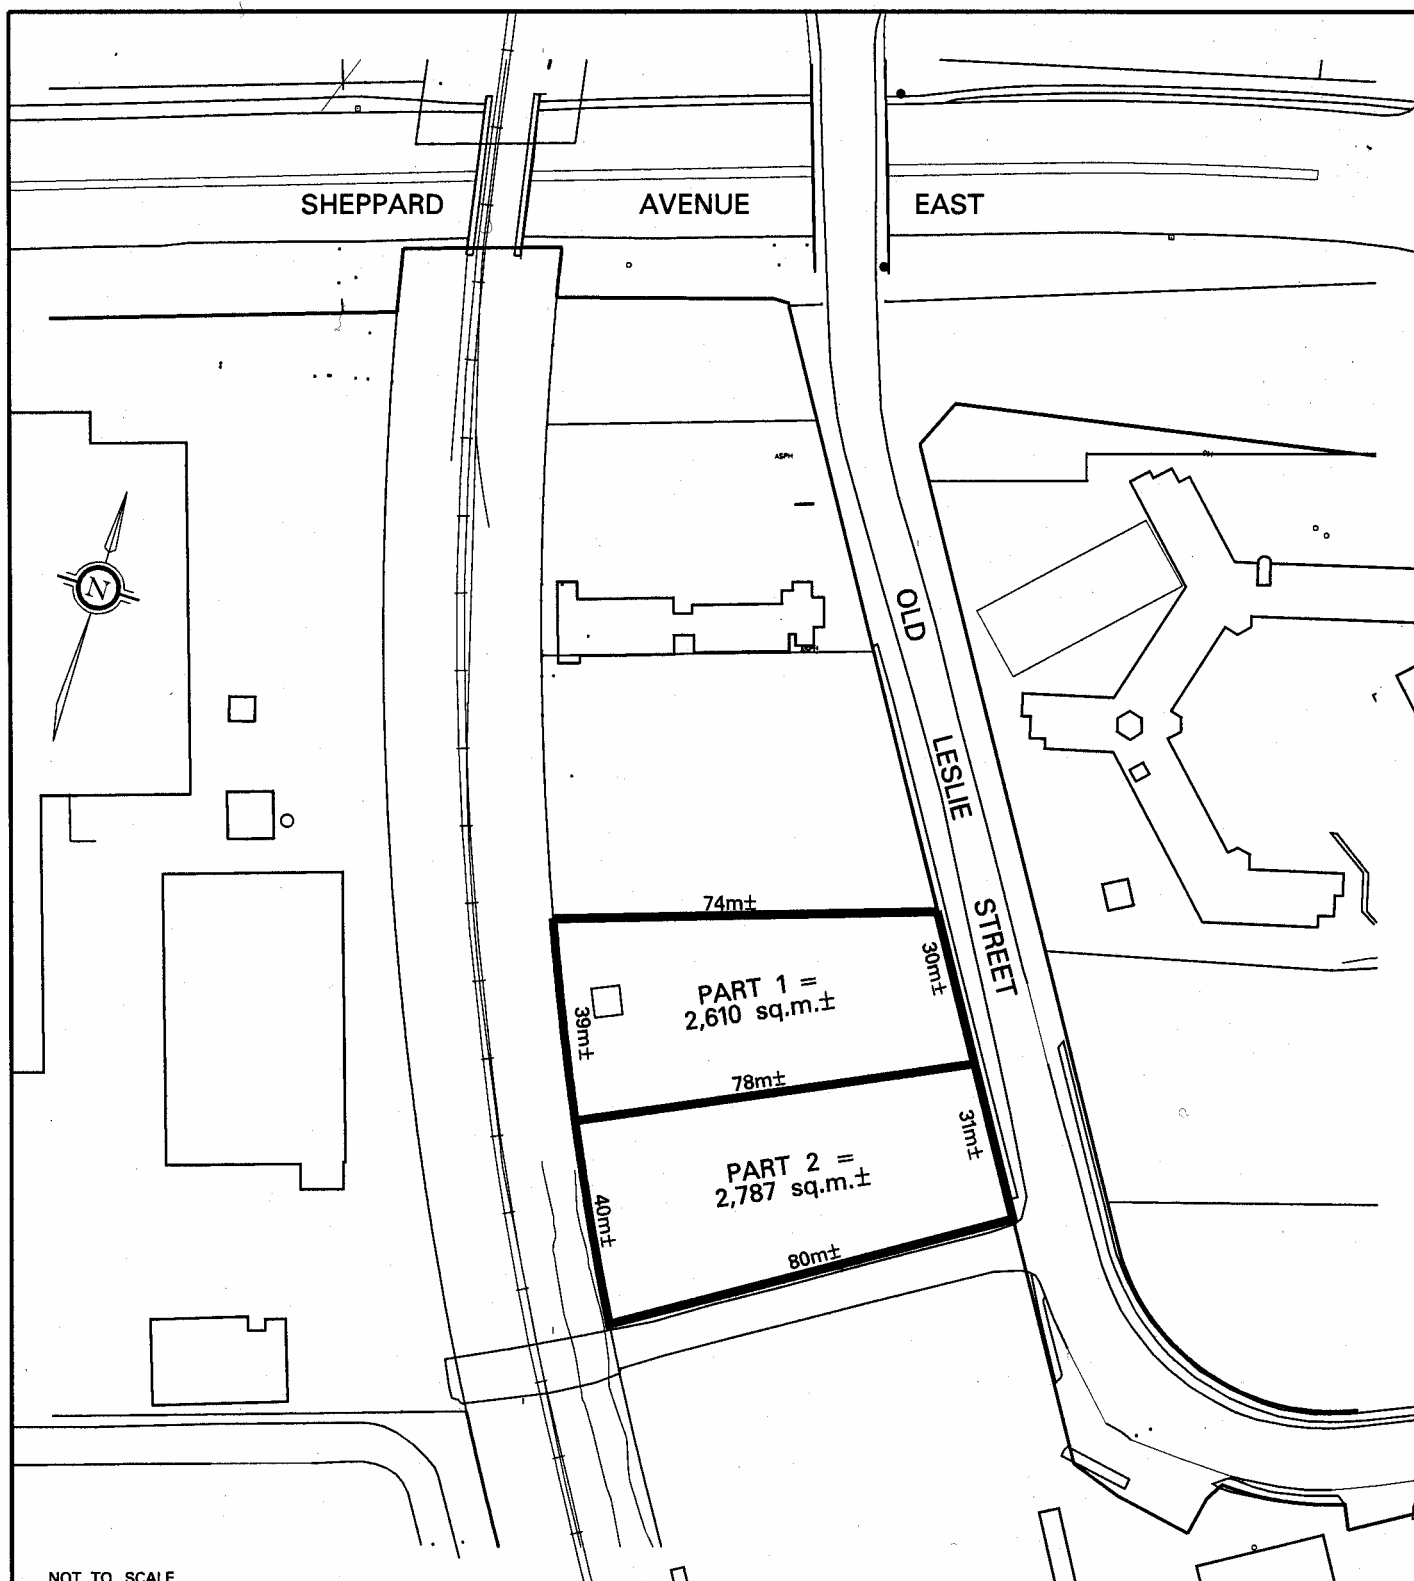 SHEPPARD AVENUE EAST
ASPH
N
OLD LESLIE STREET
74m±
30m±
PART 1 =
2,610 sq.m.±
39m±
78m±
31m±
PART 2 =
2,787 sq.m.±
40m±
80m±
NOT TO SCALE